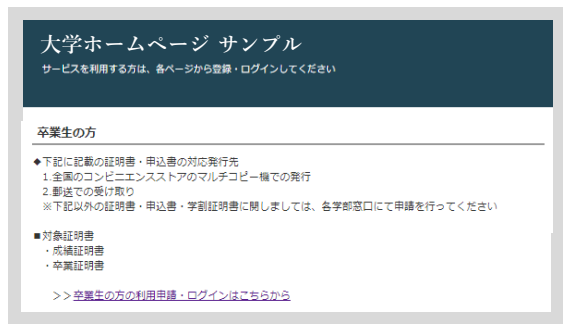 大学ホームページ サンプル
サービスを利用する方は、各ページから登録・ログインしてください
卒業生の方
◆下記に記載の証明書・申込書の対応発行先
1.全国のコンビニエンスストアのマルチコピー機での発行
2.郵送での受け取り
※下記以外の証明書・申込書・学割証明書に関しましては、各学部窓口にて申請を行ってください
■対象証明書
・成績証明書
・卒業証明書
>>卒業生の方の利用申請・ログインはこちらから